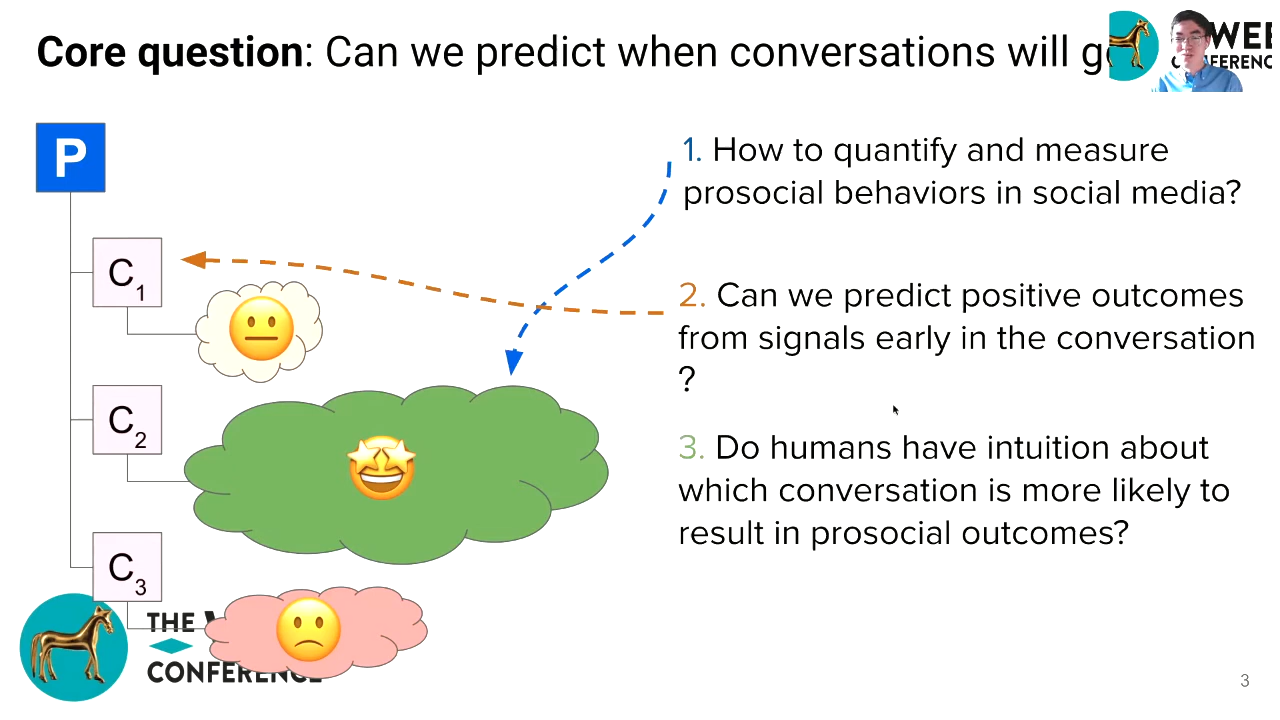 Core question: Can we predict when conversations will g
WEB
CONFERENC
P
1. How to quantify and measure
prosocial behaviors in social media?
C1
2. Can we predict positive outcomes
from signals early in the conversation
?
C2
3. Do humans have intuition about
which conversation is more likely to
result in prosocial outcomes?
C3
THE
CONFERENCE
3